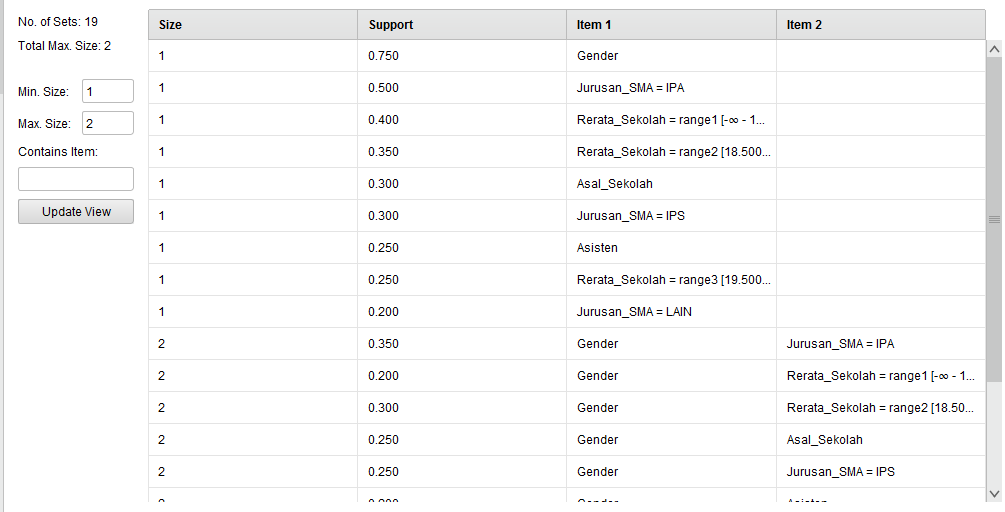 No. of Sets: 19
Total Max. Size: 2
Min. Size: 1
Max. Size: 2
Contains Item:
Update View
Size Support Item 1 Item 2
1 0.750 Gender
1 0.500 Jurusan_SMA = IPA
1 0.400 Rerata_Sekolah = range1 [-∞ - 1...
1 0.350 Rerata_Sekolah = range2 [18.500...
1 0.300 Asal_Sekolah
1 0.300 Jurusan_SMA = IPS
1 0.250 Asisten
1 0.250 Rerata_Sekolah = range3 [19.500...
1 0.200 Jurusan_SMA = LAIN
2 0.350 Gender Jurusan_SMA = IPA
2 0.200 Gender Rerata_Sekolah = range1 [-∞ - 1...
2 0.300 Gender Rerata_Sekolah = range2 [18.50...
2 0.250 Gender Asal_Sekolah
2 0.250 Gender Jurusan_SMA = IPS